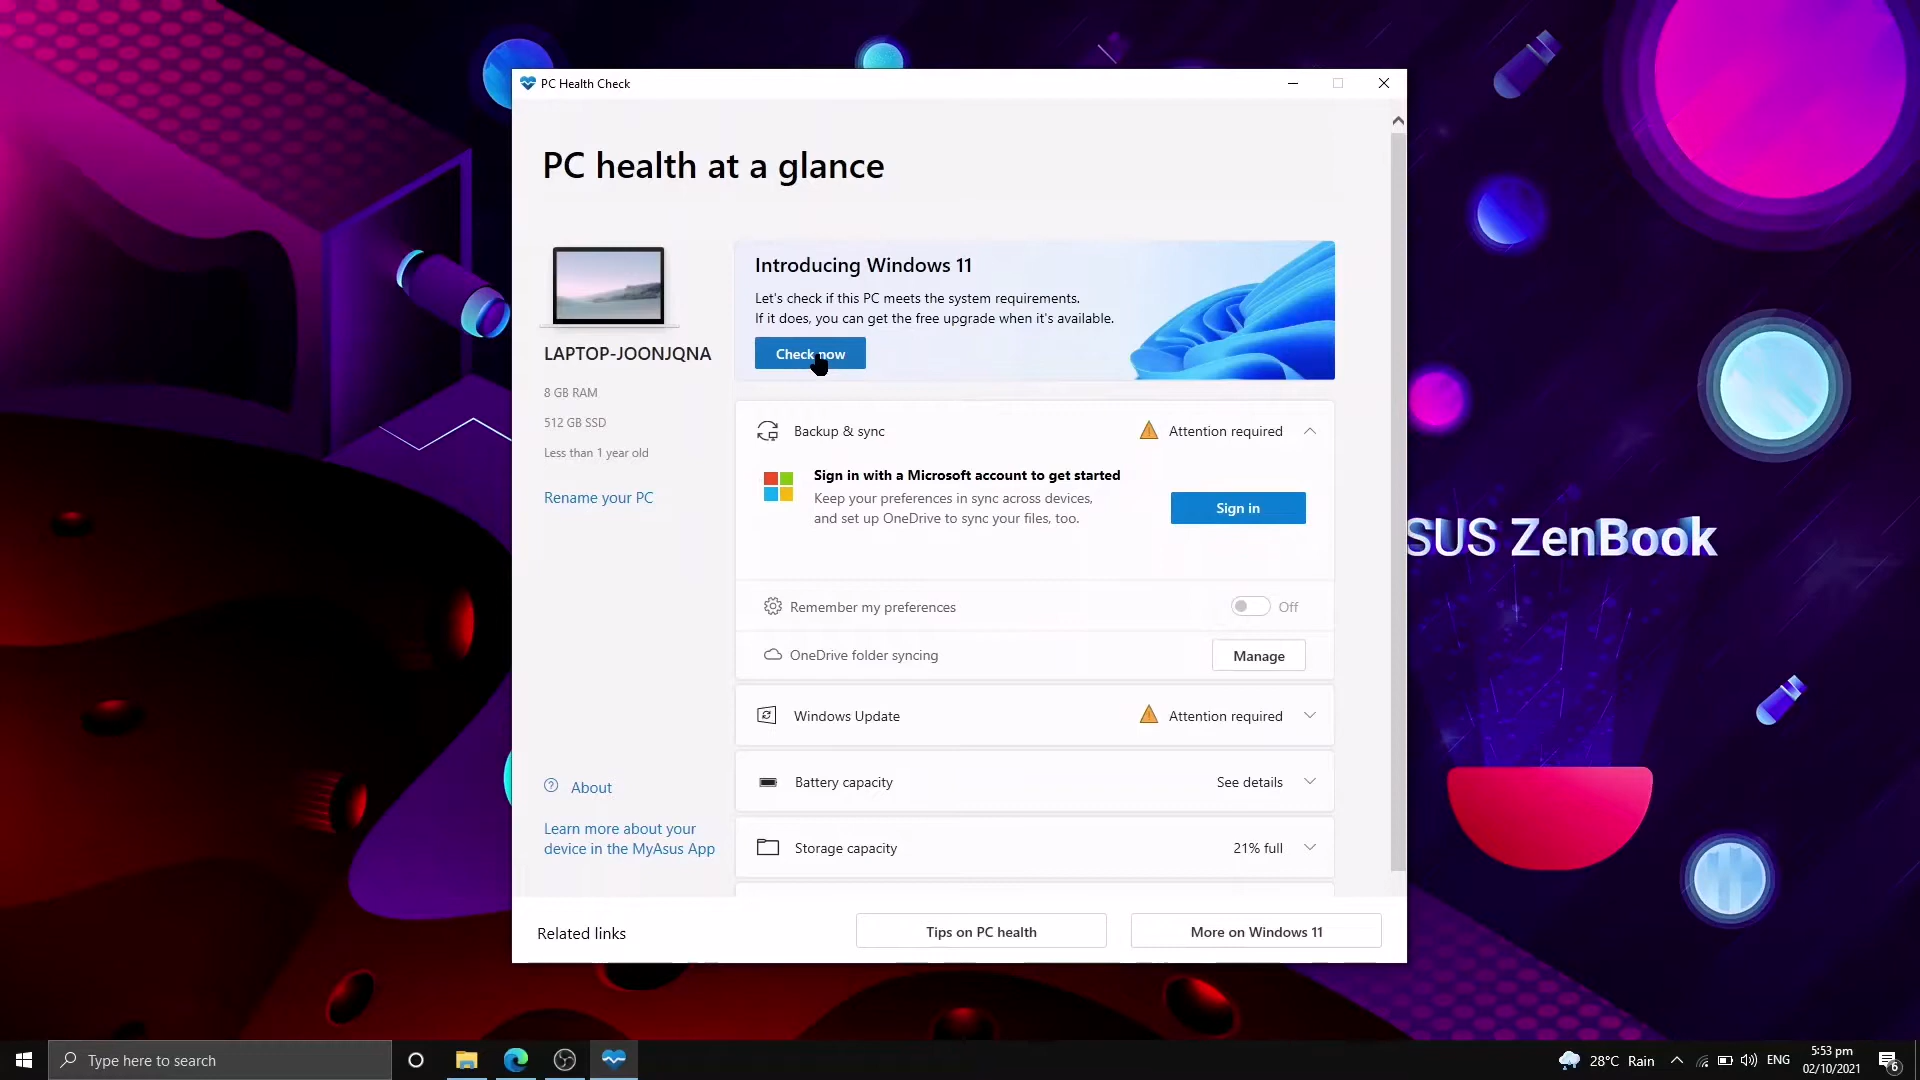 PC Health Check
PC health at a glance
LAPTOP-JOONJQNA
8 GB RAM
512 GB SSD
Less than 1 year old
Rename your PC
About
Learn more about your
device in the MyAsus App
Introducing Windows 11
Let's check if this PC meets the system requirements.
If it does, you can get the free upgrade when it's available.
Check now
Backup & sync
Attention required
Sign in with a Microsoft account to get started
Keep your preferences in sync across devices,
and set up OneDrive to sync your files, too.
Sign in
Remember my preferences
Off
OneDrive folder syncing
Manage
Windows Update
Attention required
Battery capacity
See details
Storage capacity
21% full
Related links
Tips on PC health
More on Windows 11
SUS ZenBook
Type here to search
28°C Rain
ENG
5:53 pm
02/10/2021
6